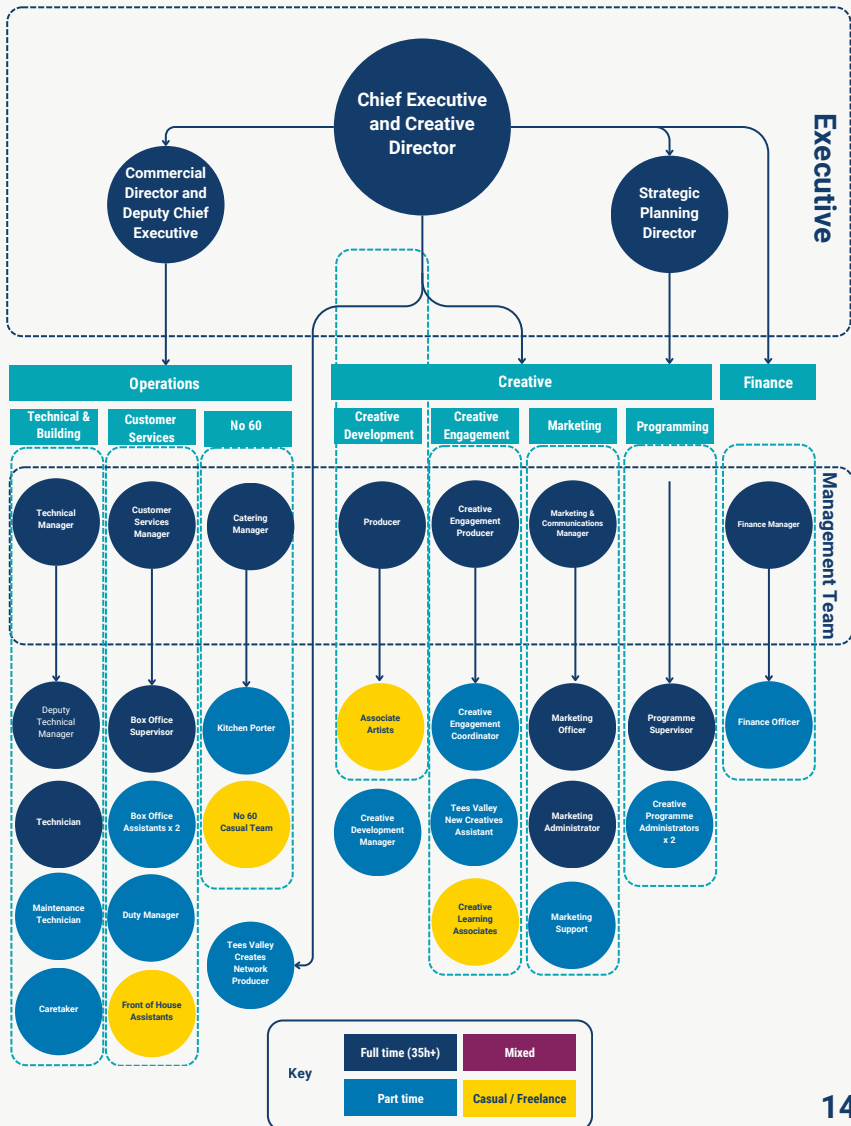 Chief Executive
and Creative
Director
Executive
Commercial
Director and
Deputy Chief
Executive
Strategic
Planning
Director
Operations
Creative
Finance
Technical &
Building
Customer
Services
No 60
Creative
Development
Creative
Engagement
Marketing
Programming
Management Team
Technical
Manager
Customer
Services
Manager
Catering
Manager
Producer
Creative
Engagement
Producer
Marketing &
Communications
Manager
Finance Manager
Deputy
Technical
Manager
Box Office
Supervisor
Kitchen Porter
Associate
Artists
Creative
Engagement
Coordinator
Marketing
Officer
Programme
Supervisor
Finance Officer
Technician
Box Office
Assistants x 2
No 60
Casual Team
Creative
Development
Manager
Tees Valley
New Creatives
Assistant
Marketing
Administrator
Creative
Programme
Administrators
x 2
Maintenance
Technician
Duty Manager
Tees Valley
Creates
Network
Producer
Creative
Learning
Associates
Marketing
Support
Caretaker
Front of House
Assistants
Key
Full time (35h+)
Mixed
Part time
Casual / Freelance
14